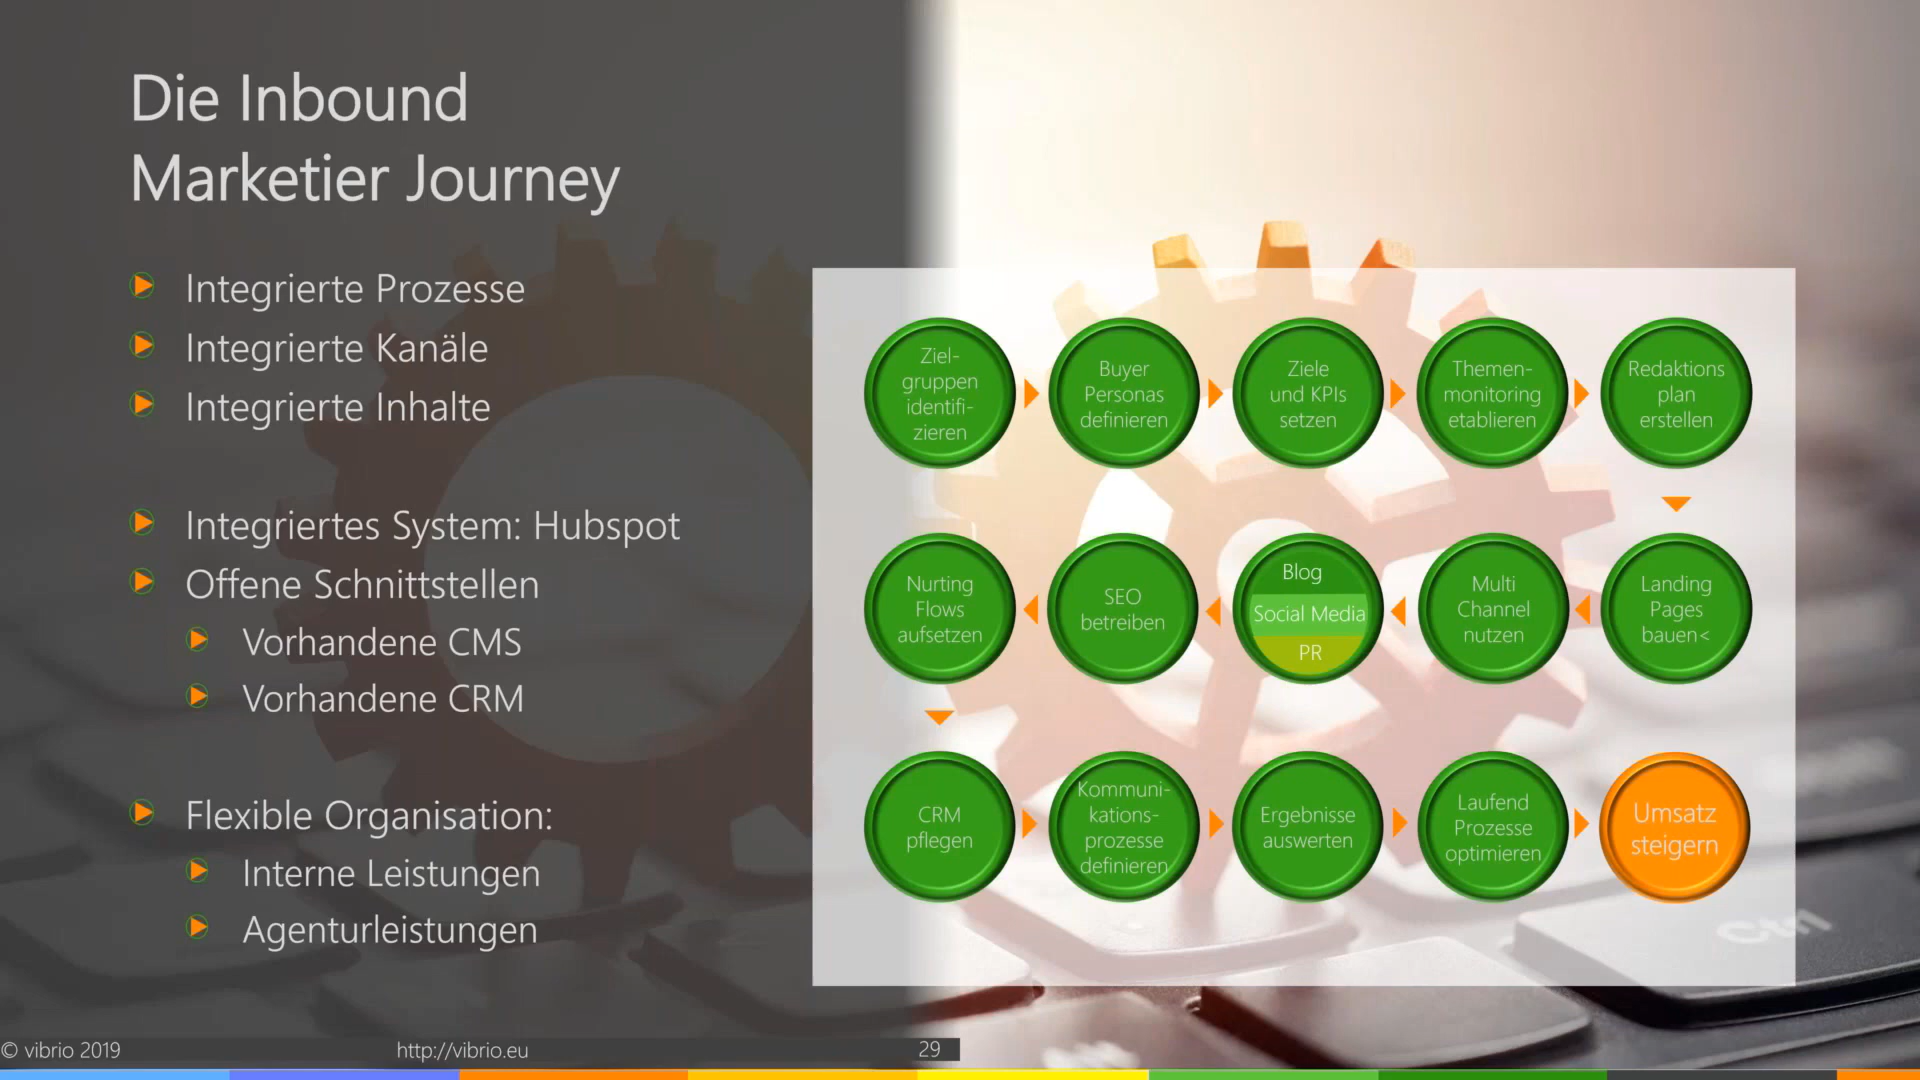 Die Inbound
Marketier Journey
Integrierte Prozesse
Integrierte Kanäle
Integrierte Inhalte
Integriertes System: Hubspot
Offene Schnittstellen
Vorhandene CMS
Vorhandene CRM
Flexible Organisation:
Interne Leistungen
Agenturleistungen
Ziel-
gruppen
identifi-
zieren
Buyer
Personas
definieren
Ziele
und KPIs
setzen
Themen-
monitoring
etablieren
Redaktions
plan
erstellen
Nurting
Flows
aufsetzen
SEO
betreiben
Blog
Social Media
PR
Multi
Channel
nutzen
Landing
Pages
bauen<
CRM
pflegen
Kommuni-
kations-
prozesse
definieren
Ergebnisse
auswerten
Laufend
Prozesse
optimieren
Umsatz
steigern
Ctrl
© vibrio 2019
http://vibrio.eu
29